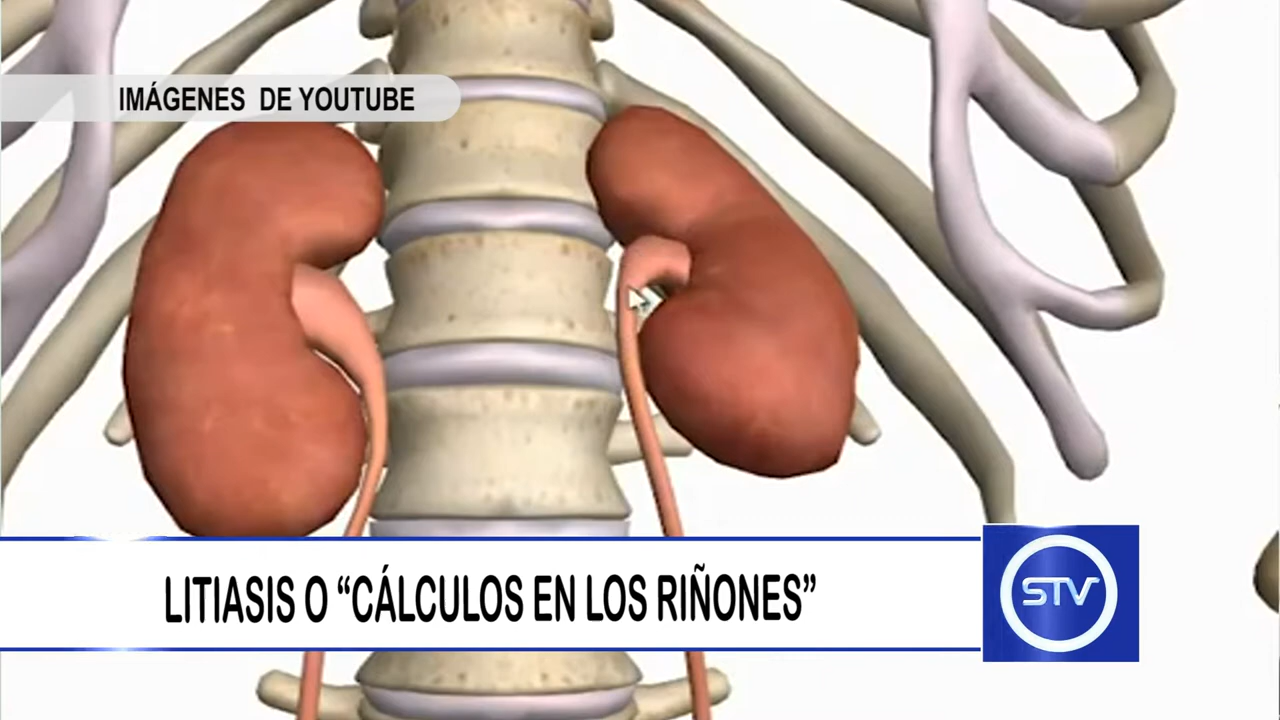 IMÁGENES DE YOUTUBE
LITIASIS O “CÁLCULOS EN LOS RIÑONES”
STV